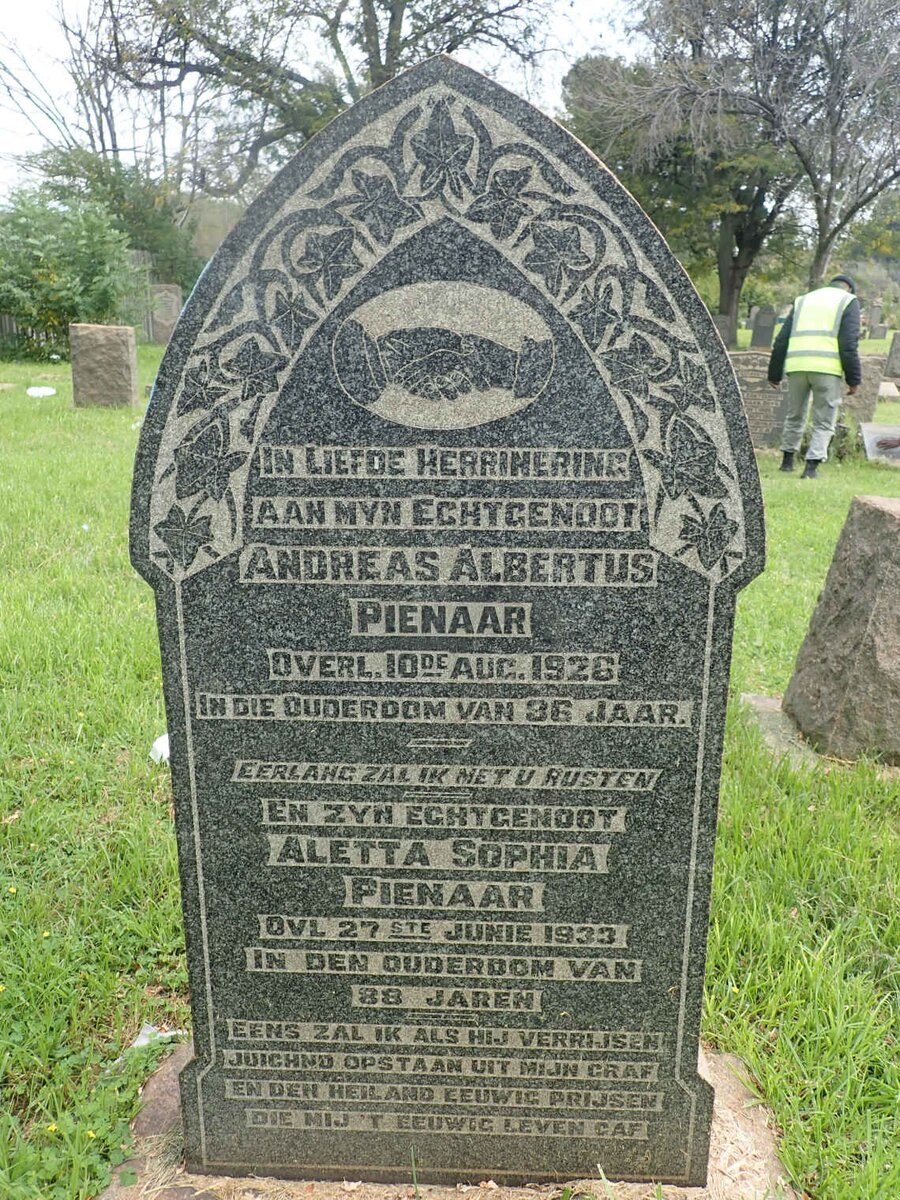 IN LIEFDE HERRINERING
AAN MYN ECHTGENOOT
ANDREAS ALBERTUS
PIENAAR
OVERL. 10DE AUG. 1926
IN DIE OUDERDOM VAN 36 JAAR.
EERLANG ZAL IK MET U RUSTEN
EN ZYN ECHTGENOOT
ALETTA SOPHIA
PIENAAR
OVL 27STE JUNIE 1933
IN DEN OUDERDOM VAN
88 JAREN
EENS ZAL IK ALS HIJ VERRIJSEN
JUICHND OPSTAAN UIT MIJN GRAF
EN DEN HEILAND EEUWIG PRIJSEN
DIE MIJ 'T EEUWIG LEVEN GAF